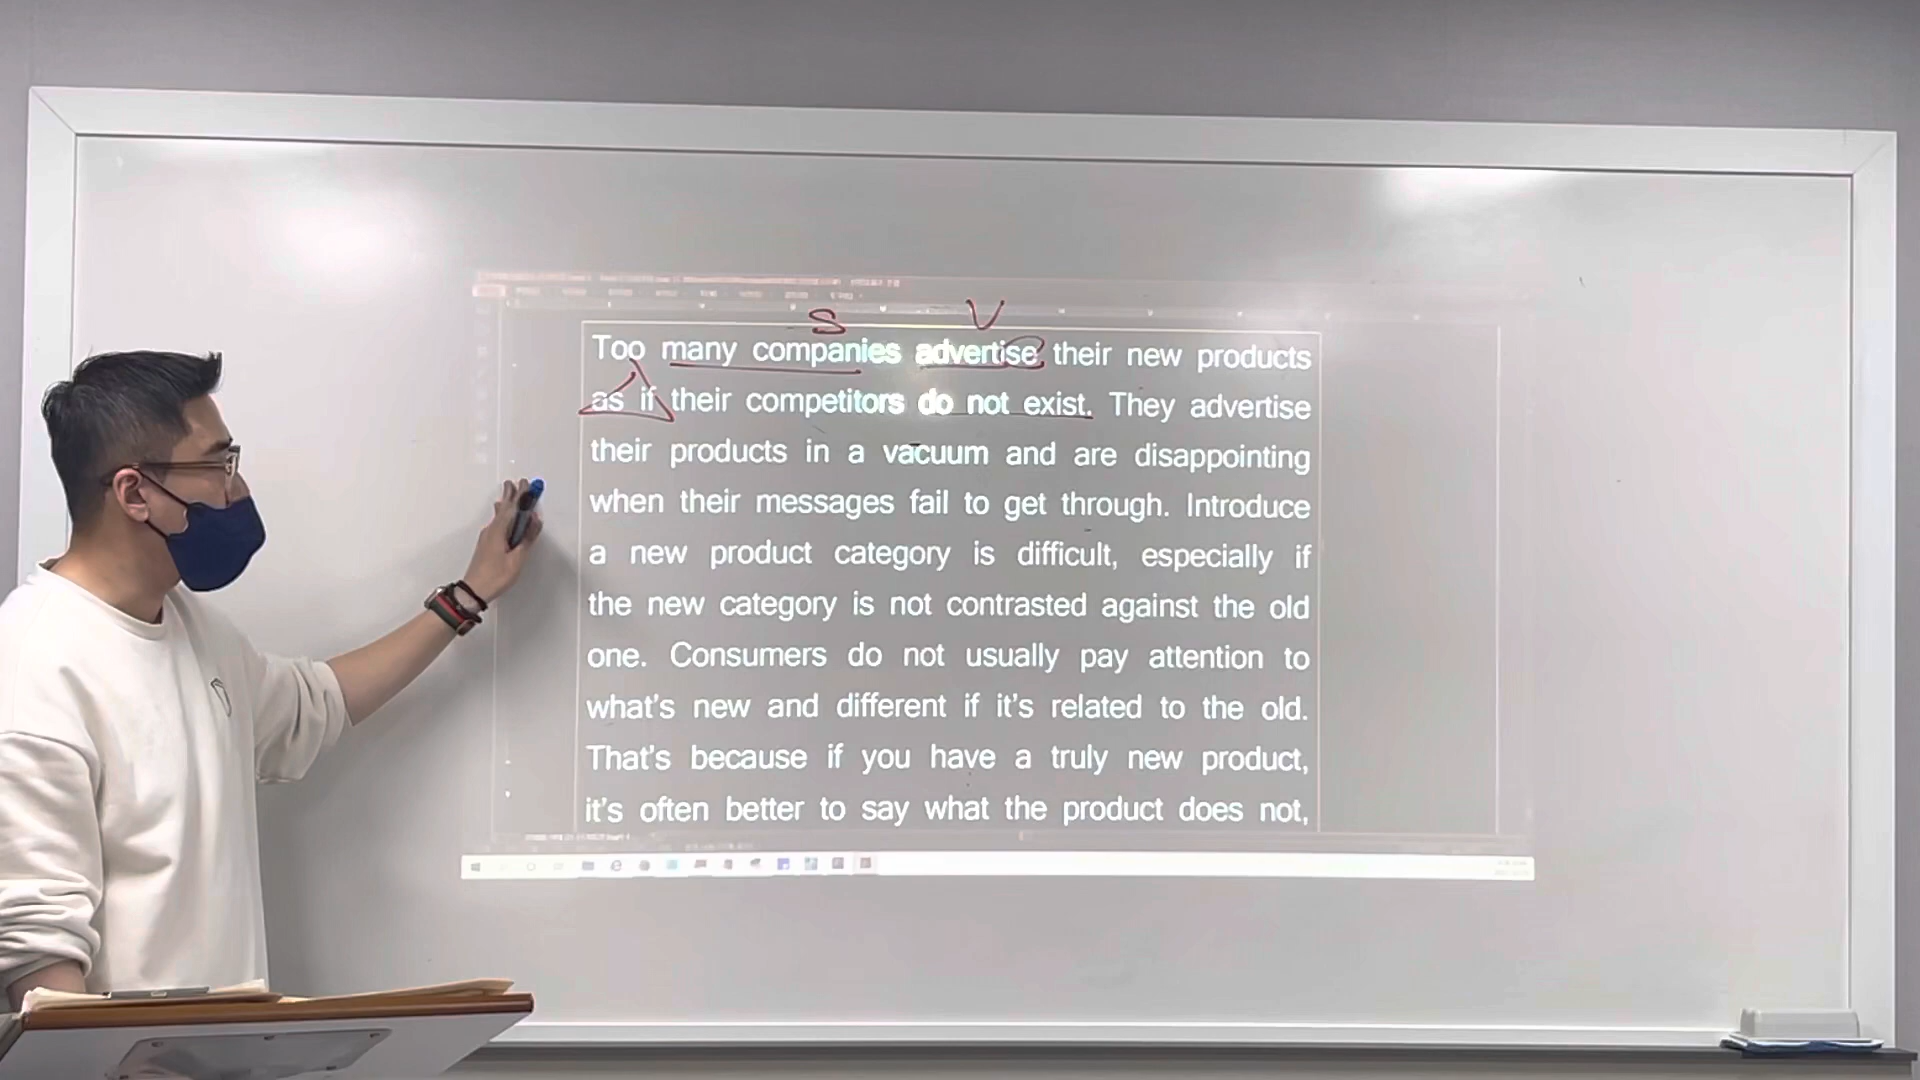 S V
Too many companies advertise their new products
as if their competitors do not exist. They advertise
their products in a vacuum and are disappointing
when their messages fail to get through. Introduce
a new product category is difficult, especially if
the new category is not contrasted against the old
one. Consumers do not usually pay attention to
what's new and different if it's related to the old.
That's because if you have a truly new product,
it's often better to say what the product does not,